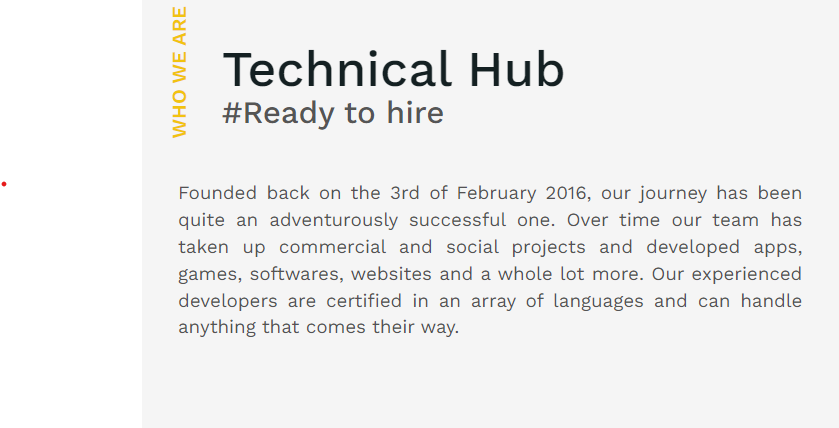 WHO WE ARE
Technical Hub
#Ready to hire
Founded back on the 3rd of February 2016, our journey has been
quite an adventurously successful one. Over time our team has
taken up commercial and social projects and developed apps,
games, softwares, websites and a whole lot more. Our experienced
developers are certified in an array of languages and can handle
anything that comes their way.